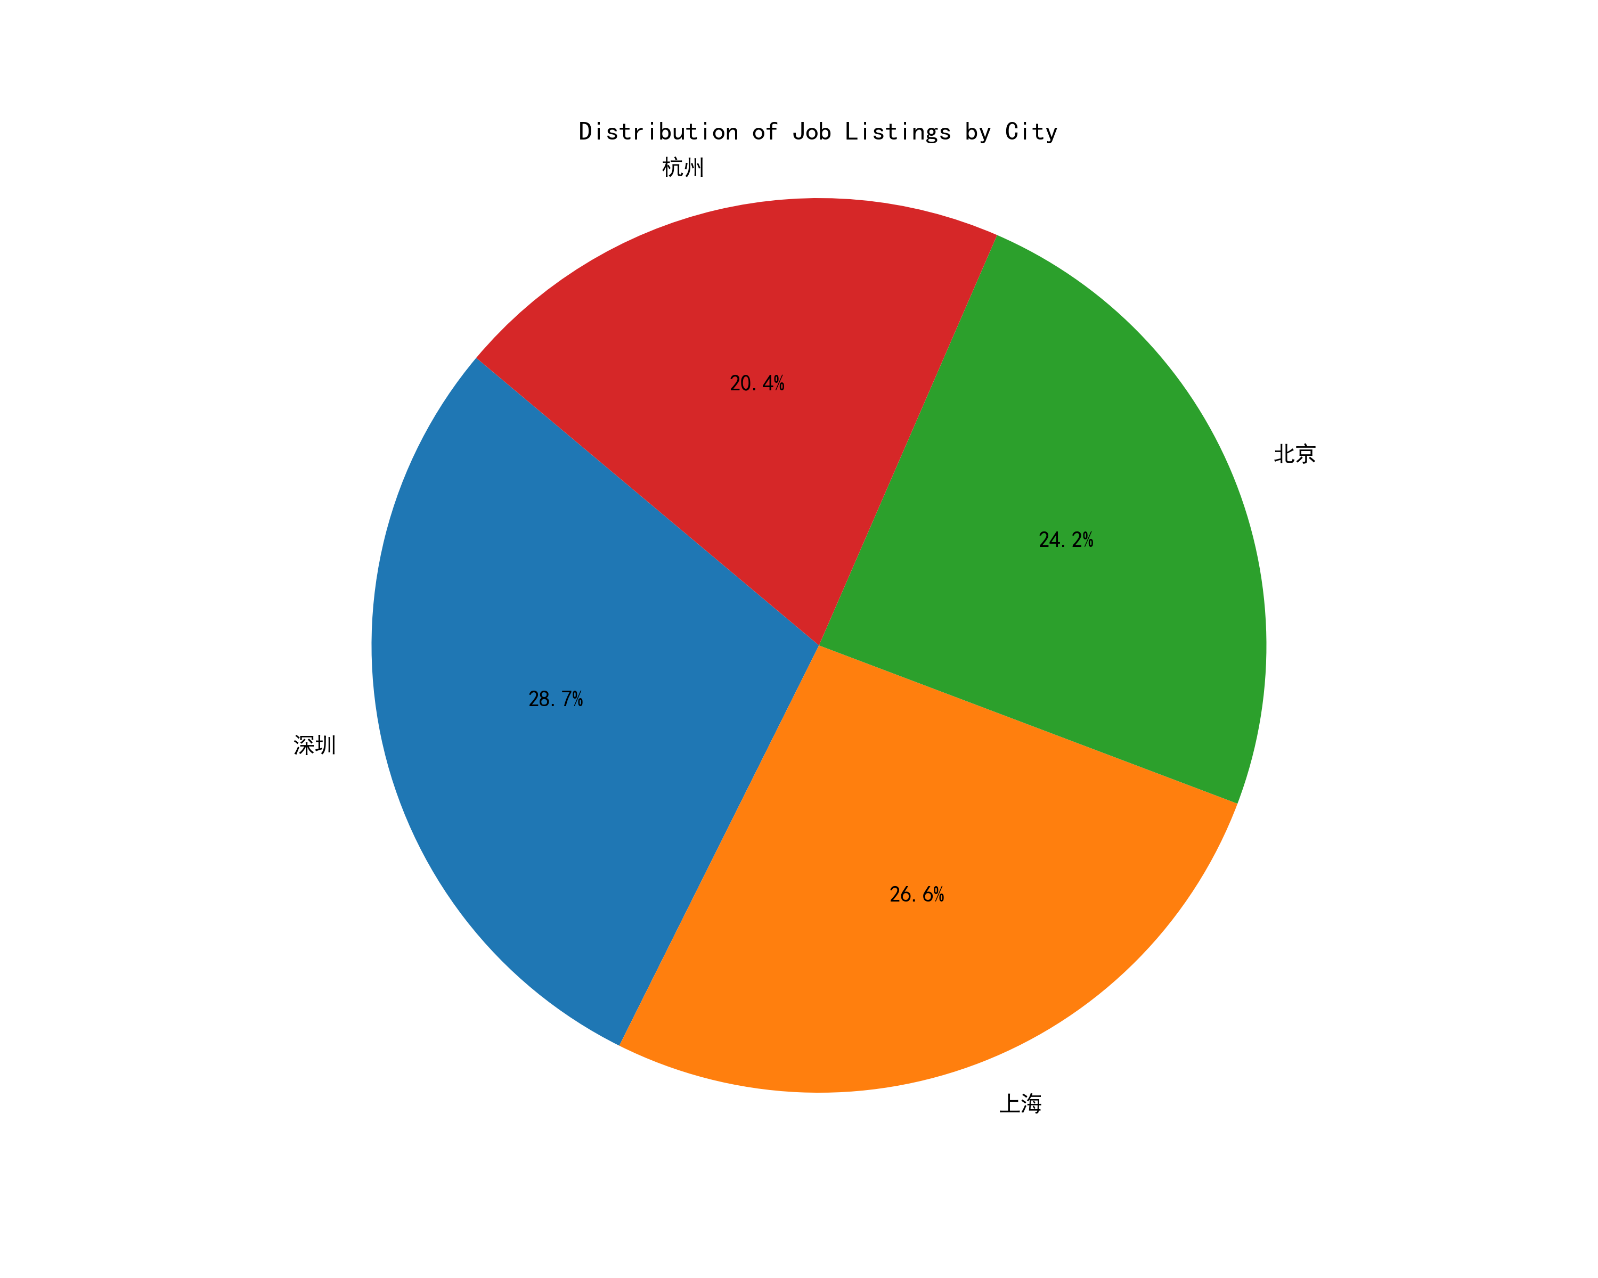 Distribution of Job Listings by City
杭州
20.4%
北京
24.2%
28.7%
深圳
26.6%
上海